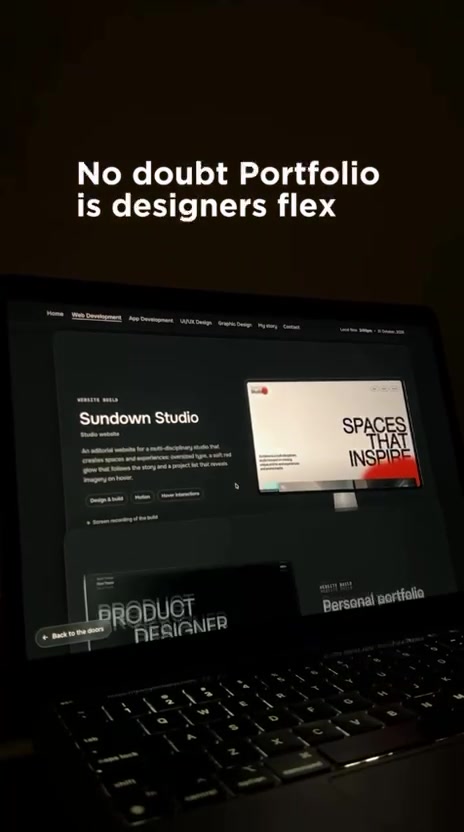 No doubt Portfolio
is designers flex
Home Web Development App Development UI/UX Design Graphic Design My story Contact
WEBSITE BUILD
Sundown Studio
Studio website
An editorial website for a multi-disciplinary studio that
creates spaces and experiences: oversized type, a soft red
glow that follows the story and a project list that reveals
imagery on hover.
Design & build Motion Hover interactions
Screen recording of the build
SPACES
THAT
INSPIRE
PRODUCT
DESIGNER
WEBSITE BUILD
Personal portfolio
← Back to the doors
tab
caps lock
shift
Q
W
A
S
Z
X
C
V
B
N
M